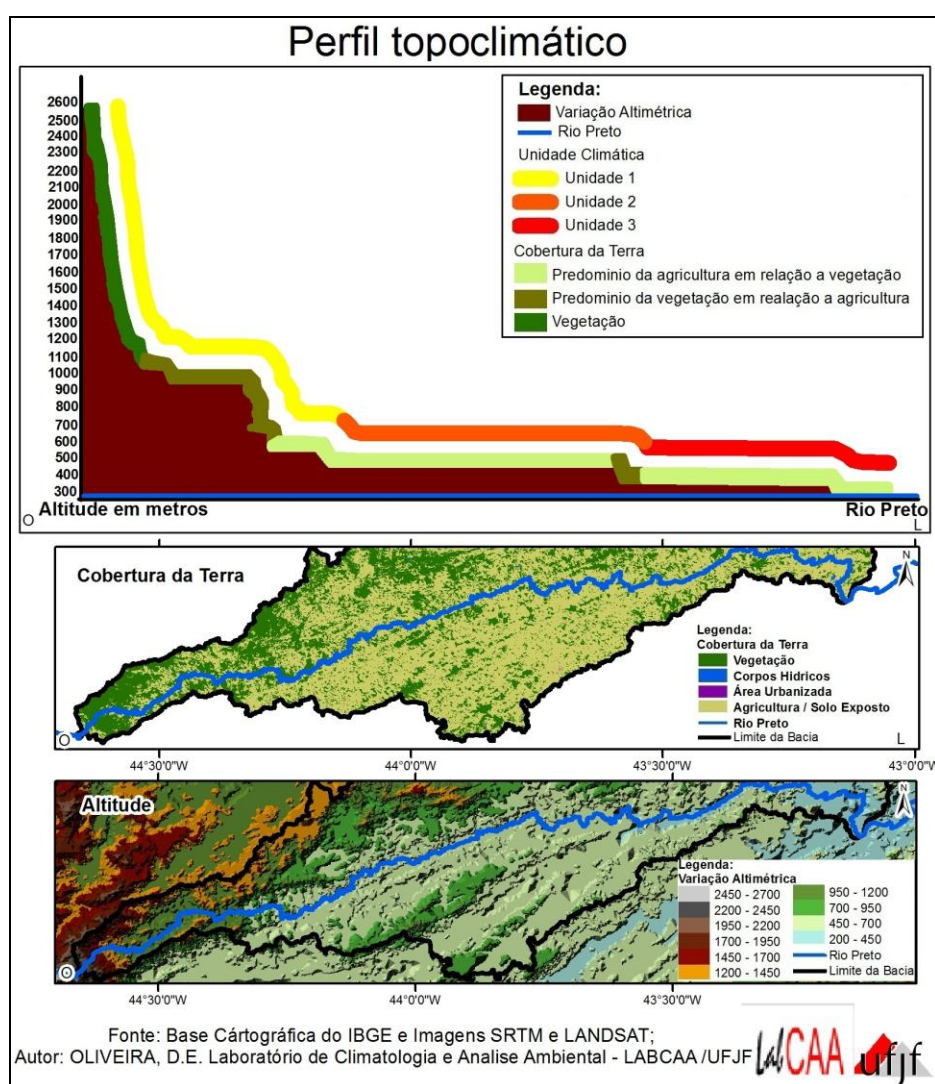 Perfil topoclimático
Legenda:
Variação Altimétrica
Rio Preto
Unidade Climática
Unidade 1
Unidade 2
Unidade 3
Cobertura da Terra
Predominio da agricultura em relação a vegetação
Predominio da vegetação em realação a agricultura
Vegetação
2600
2500
2400
2300
2200
2100
2000
1900
1800
1700
1600
1500
1400
1300
1200
1100
1000
900
800
700
600
500
400
300
O Altitude em metros
Rio Preto
L
Cobertura da Terra
N
Legenda:
Cobertura da Terra
Vegetação
Corpos Hidricos
Área Urbanizada
Agricultura / Solo Exposto
Rio Preto
Limite da Bacia
O
L
44°30'0"W 44°0'0"W 43°30'0"W 43°0'0"W
Altitude
N
Legenda:
Variação Altimétrica
2450 - 2700
2200 - 2450
1950 - 2200
1700 - 1950
1450 - 1700
1200 - 1450
950 - 1200
700 - 950
450 - 700
200 - 450
Rio Preto
Limite da Bacia
O
44°30'0"W 44°0'0"W 43°30'0"W
Fonte: Base Cártográfica do IBGE e Imagens SRTM e LANDSAT;
Autor: OLIVEIRA, D.E. Laboratório de Climatologia e Analise Ambiental - LABCAA /UFJF
LabCAA
ufjf